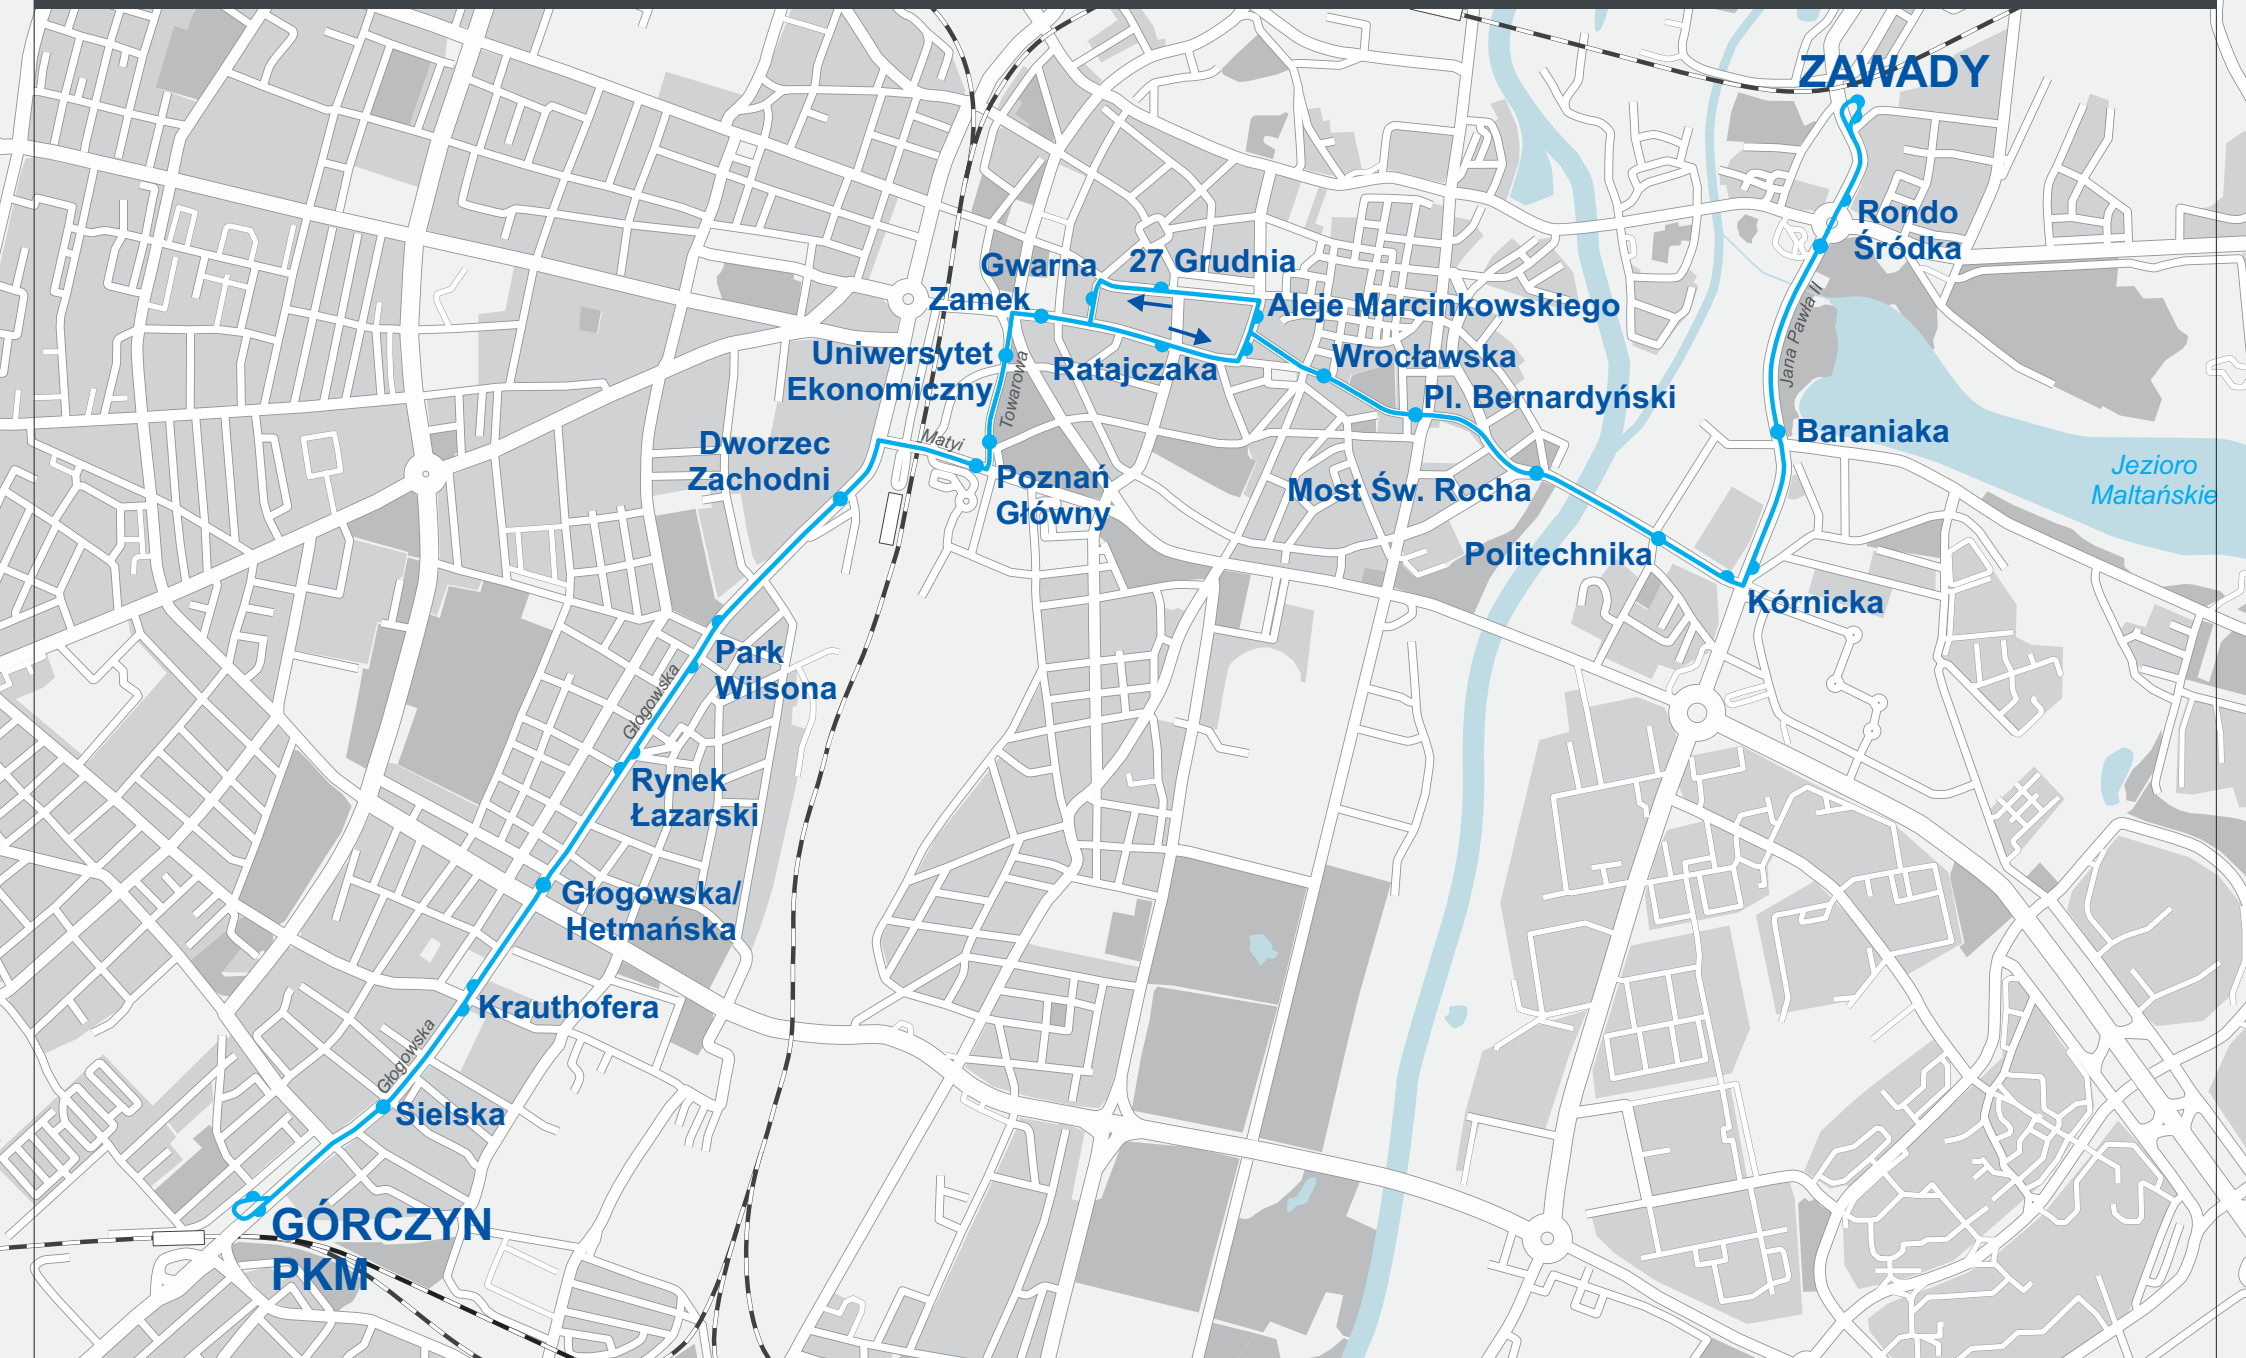 ZAWADY
Rondo
Śródka
Gwarna
27 Grudnia
Zamek
Aleje Marcinkowskiego
Jana Pawła II
Uniwersytet
Ekonomiczny
Towarowa
Ratajczaka
Wrocławska
Pl. Bernardyński
Dworzec
Zachodni
Matyi
Baraniaka
Poznań
Główny
Most Św. Rocha
Jezioro
Maltańskie
Politechnika
Kórnicka
Park
Wilsona
Głogowska
Rynek
Łazarski
Głogowska/
Hetmańska
Krauthofera
Głogowska
Sielska
GÓRCZYN
PKM